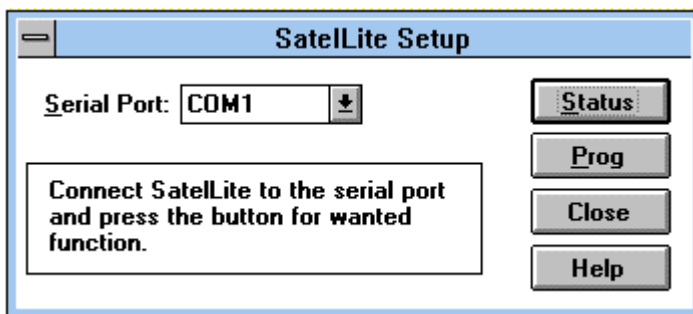 SatelLite Setup
Serial Port: COM1
Status
Prog
Connect SatelLite to the serial port
and press the button for wanted
function.
Close
Help